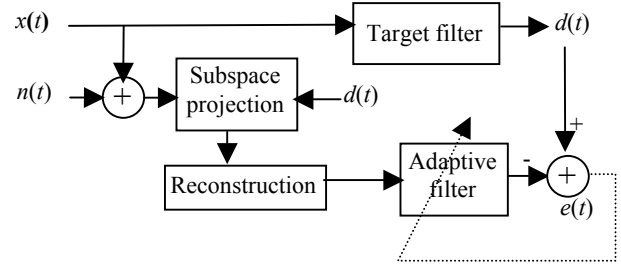 x(t)
Target filter
d(t)
n(t)
+
Subspace
projection
d(t)
+
Reconstruction
Adaptive
filter
-
+
e(t)